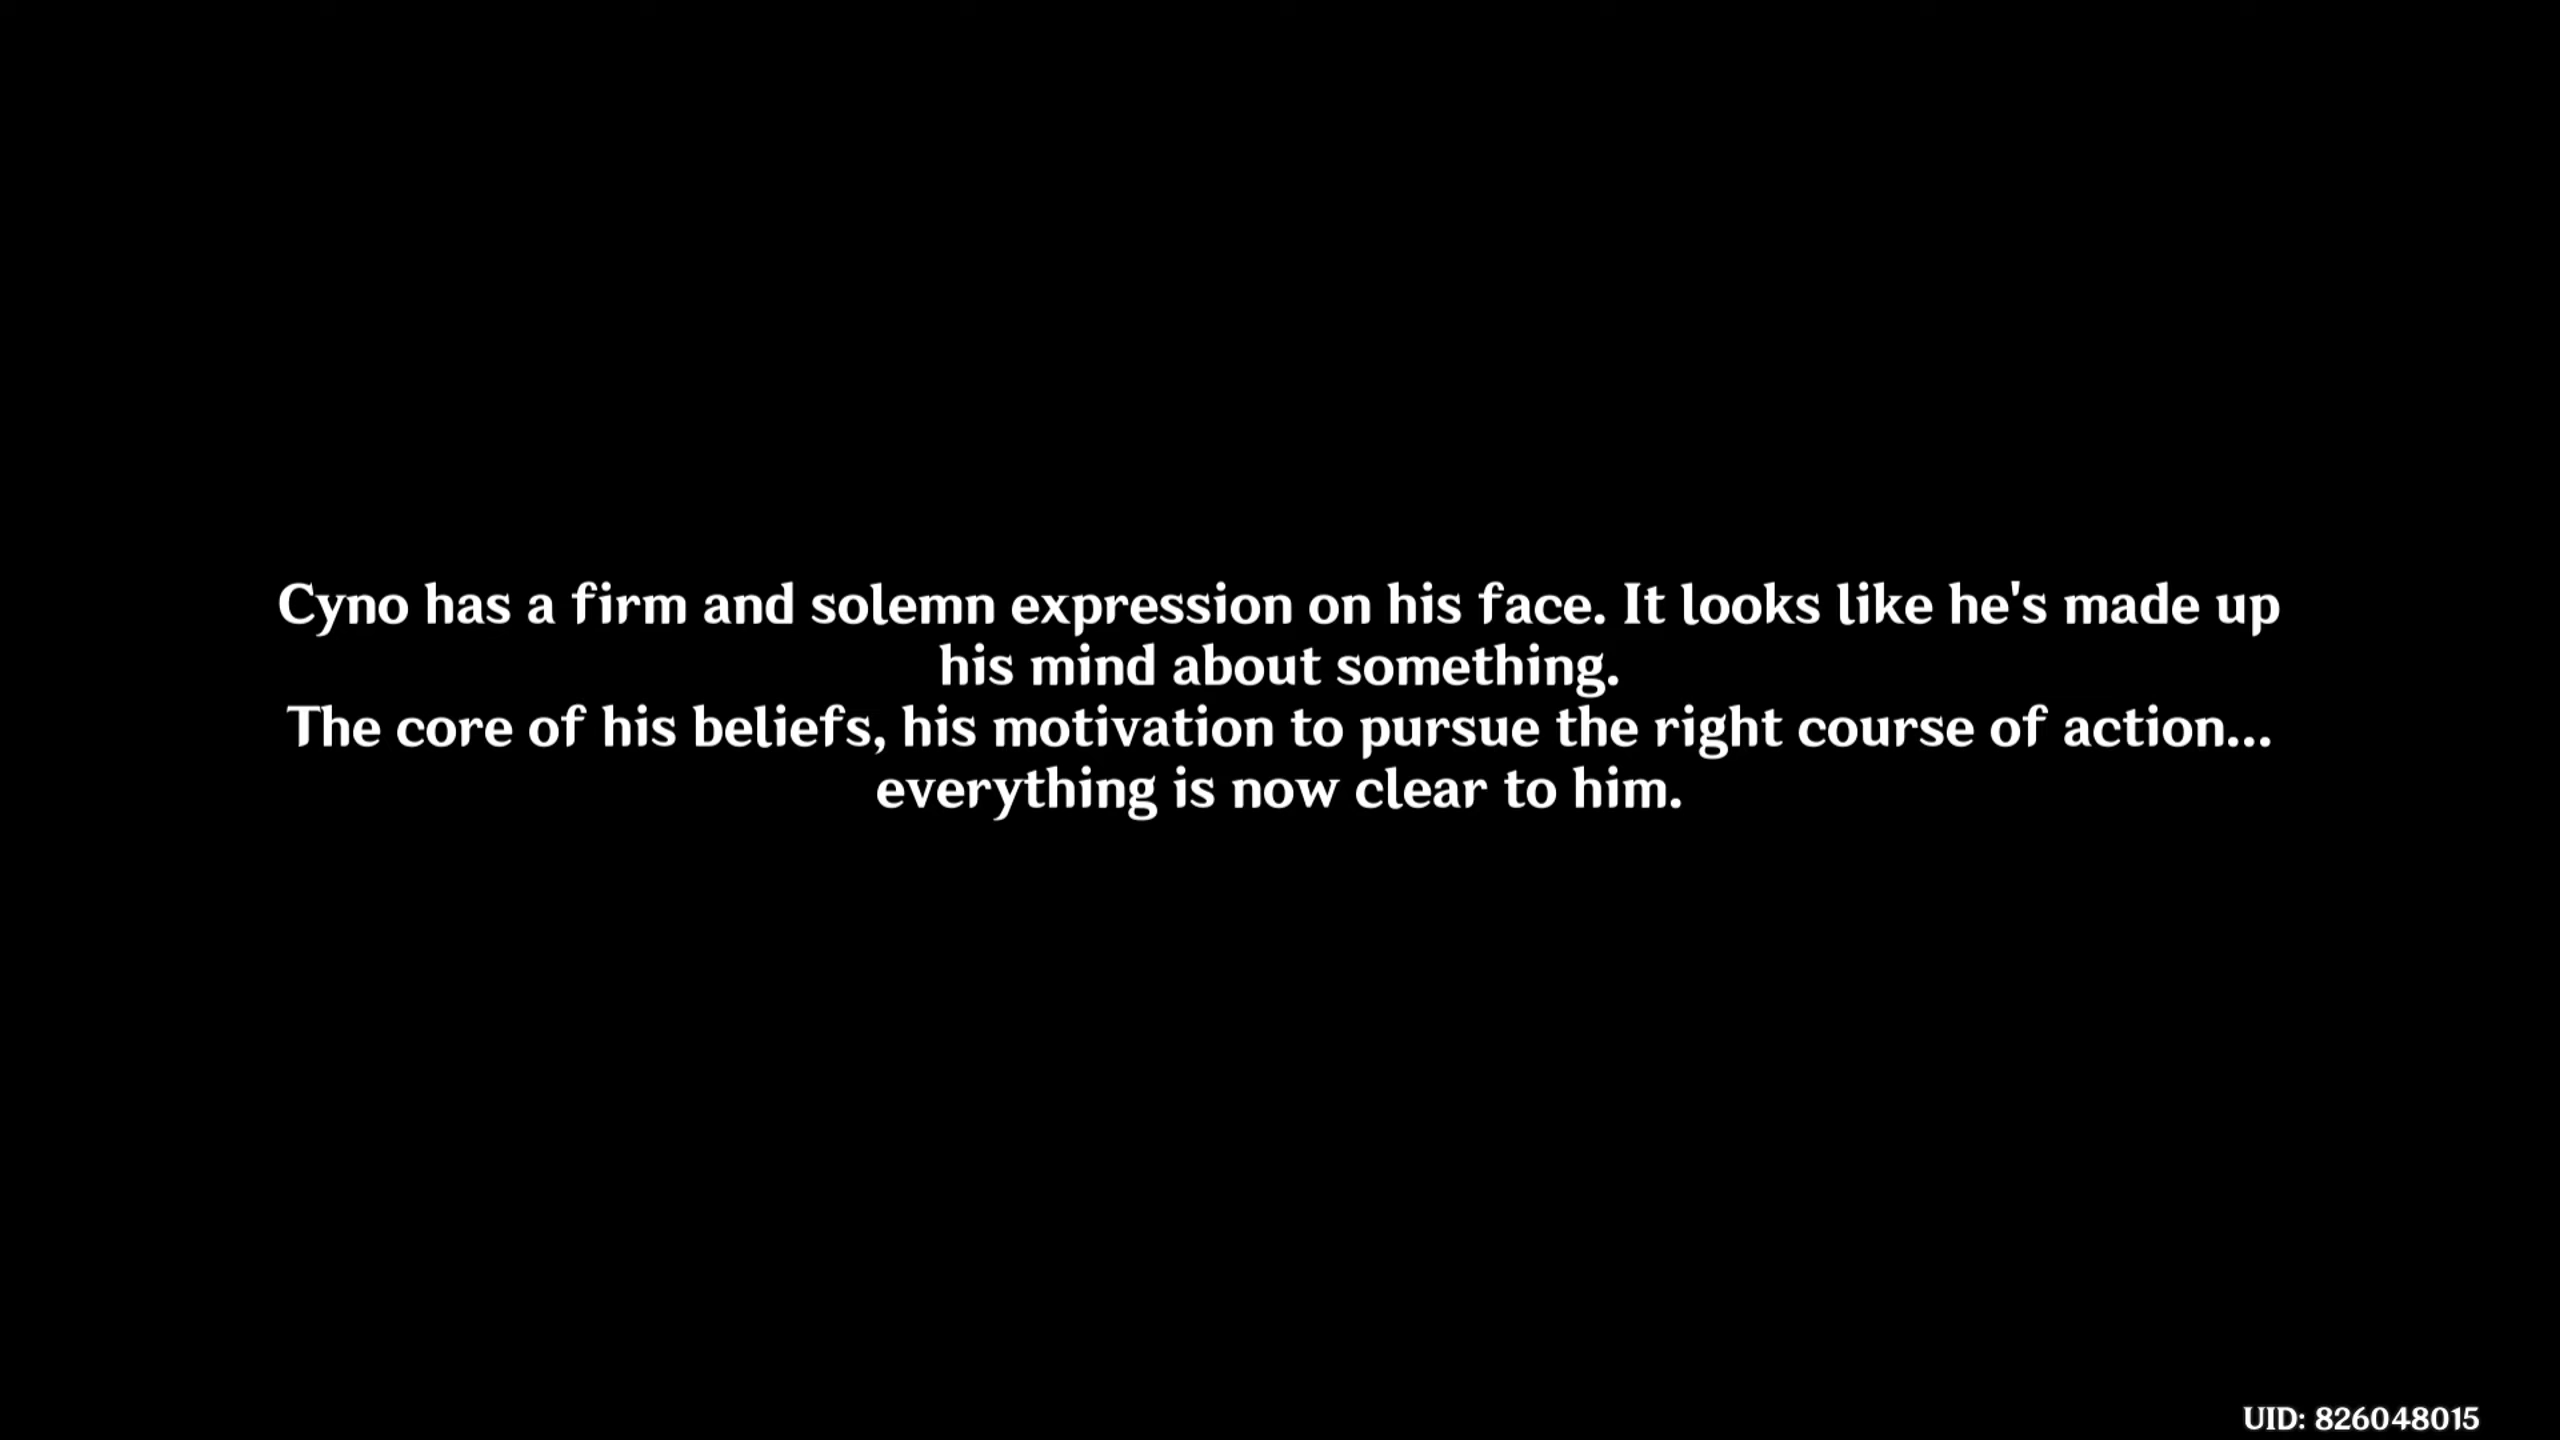 Cyno has a firm and solemn expression on his face. It looks like he's made up
his mind about something.
The core of his beliefs, his motivation to pursue the right course of action...
everything is now clear to him.
UID: 826048015